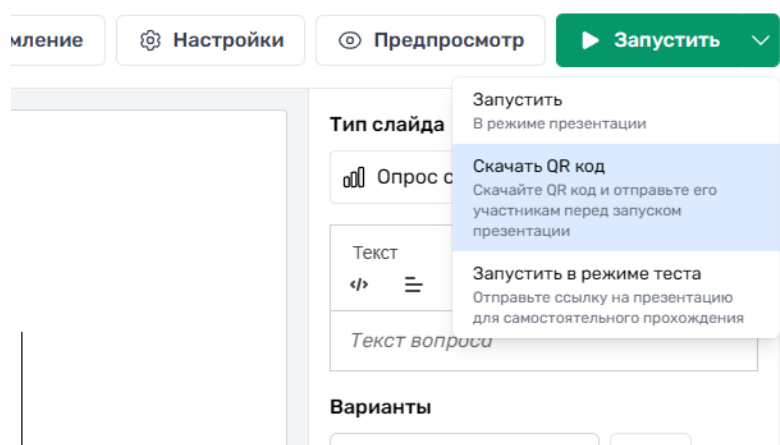 мление
Настройки
Предпросмотр
Запустить
Тип слайда
Запустить
В режиме презентации
Опрос с
Скачать QR код
Скачайте QR код и отправьте его
участникам перед запуском
презентации
Текст
Запустить в режиме теста
Отправьте ссылку на презентацию
для самостоятельного прохождения
Текст вопроса
Варианты